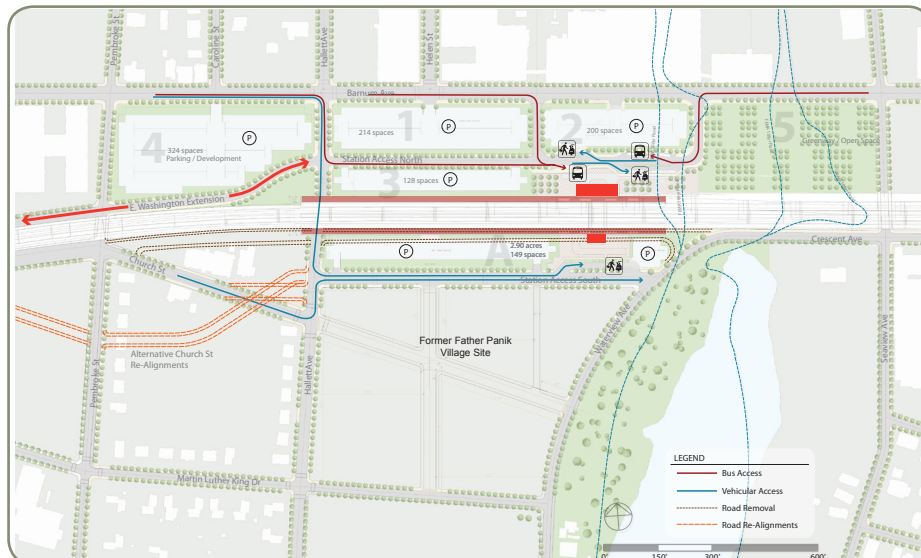 Pembroke St
Caroline St
Hallett Ave
Helen St
Barnum Ave
4
324 spaces
Parking / Development
P
214 spaces
1
P
2
200 spaces
P
5
Greenway / Open Space
Station Access North
3
128 spaces
P
E. Washington Extension
Crescent Ave
Church St
P
2.90 acres
149 spaces
A
P
Station Access South
Alternative Church St
Re-Alignments
Former Father Panik
Village Site
Waterview Ave
Seaview Ave
Pembroke St
Hallett Ave
Martin Luther King Dr
LEGEND
Bus Access
Vehicular Access
Road Removal
Road Re-Alignments
0'
150'
300'
600'